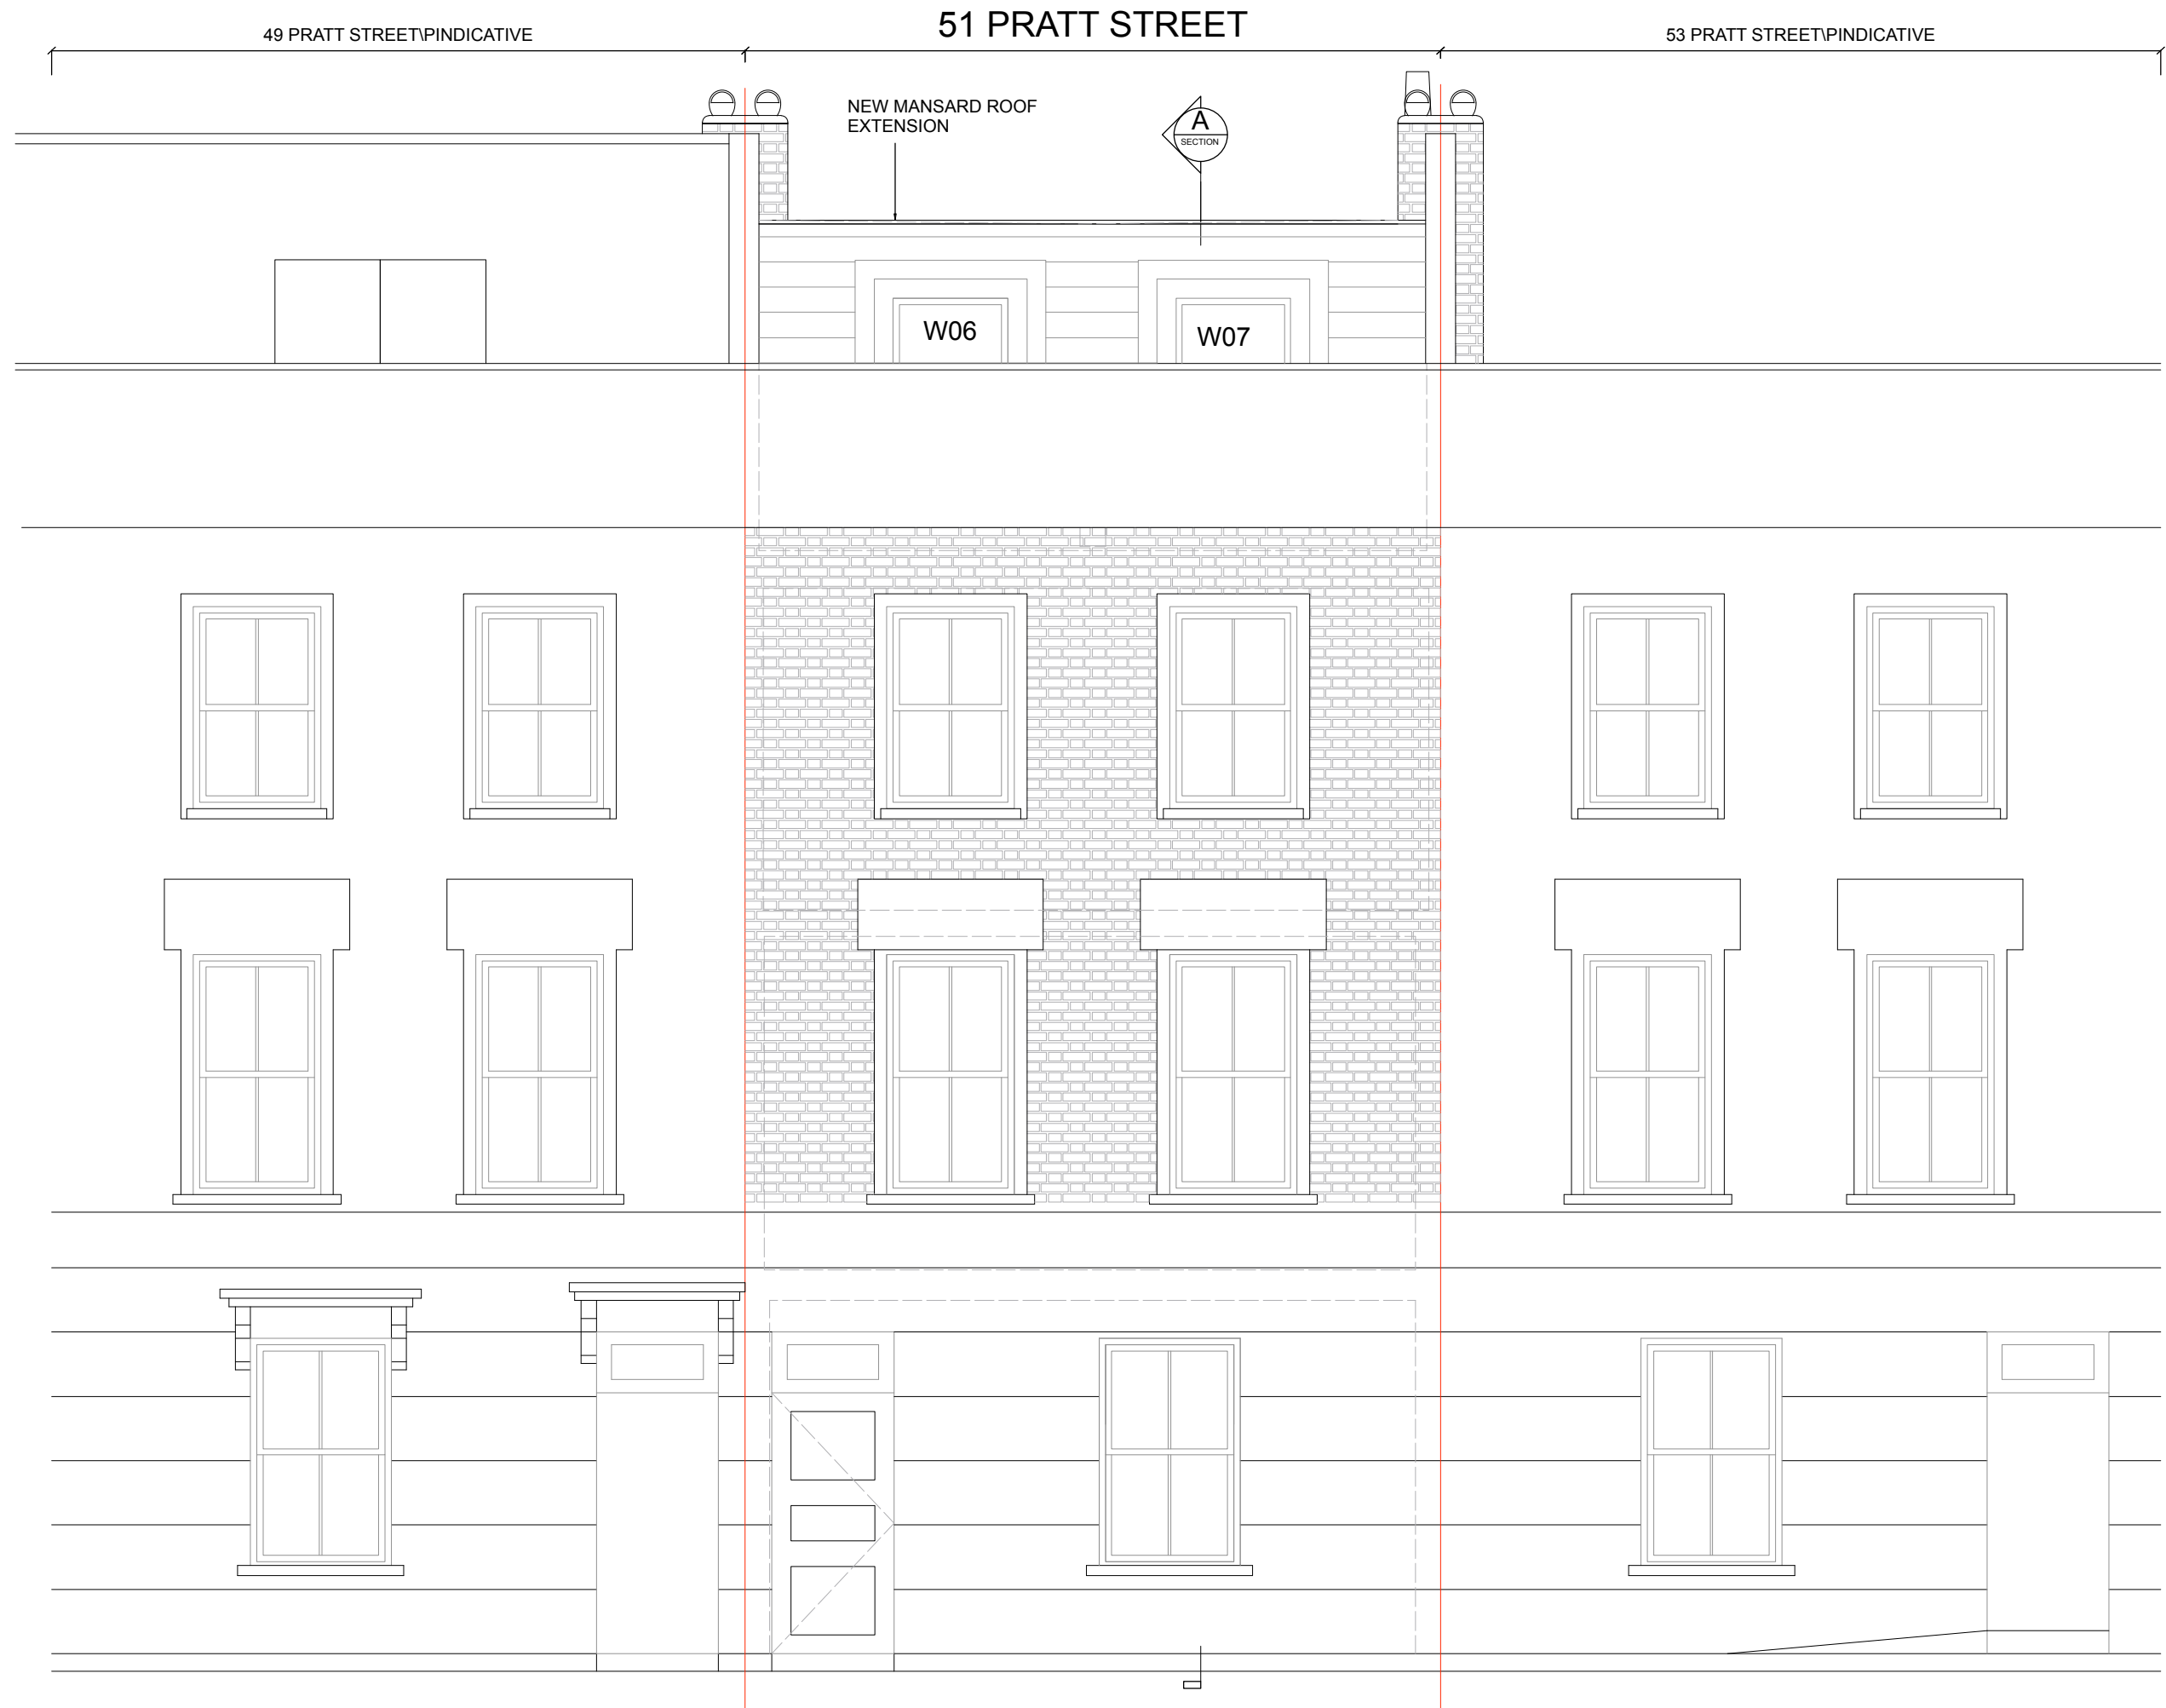 51 PRATT STREET
49 PRATT STREET\PINDICATIVE
53 PRATT STREET\PINDICATIVE
NEW MANSARD ROOF
EXTENSION
A
SECTION
W06
W07